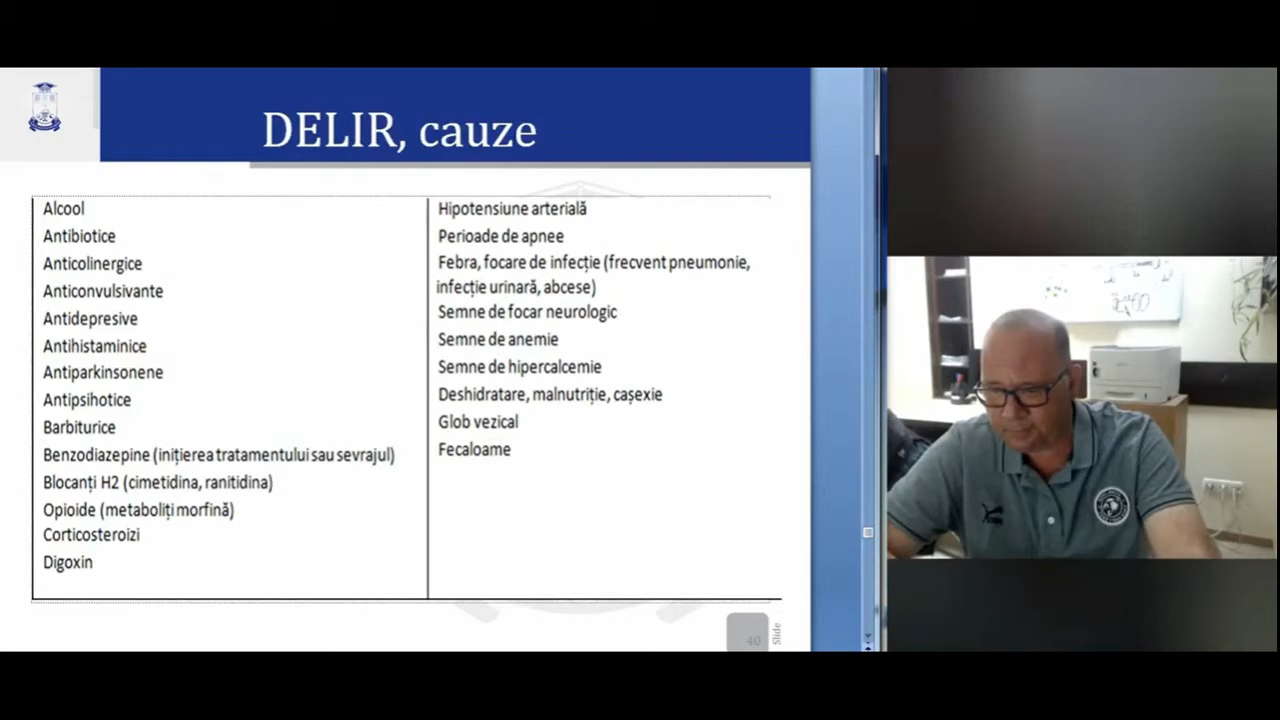 DELIR, cauze
Alcool
Antibiotice
Anticolinergice
Anticonvulsivante
Antidepresive
Antihistaminice
Antiparkinsonene
Antipsihotice
Barbiturice
Benzodiazepine (inițierea tratamentului sau sevrajul)
Blocanți H2 (cimetidina, ranitidina)
Opioide (metaboliți morfină)
Corticosteroizi
Digoxin
Hipotensiune arterială
Perioade de apnee
Febra, focare de infecție (frecvent pneumonie,
infecție urinară, abcese)
Semne de focar neurologic
Semne de anemie
Semne de hipercalcemie
Deshidratare, malnutriție, cașexie
Glob vezical
Fecaloame
40
Slide